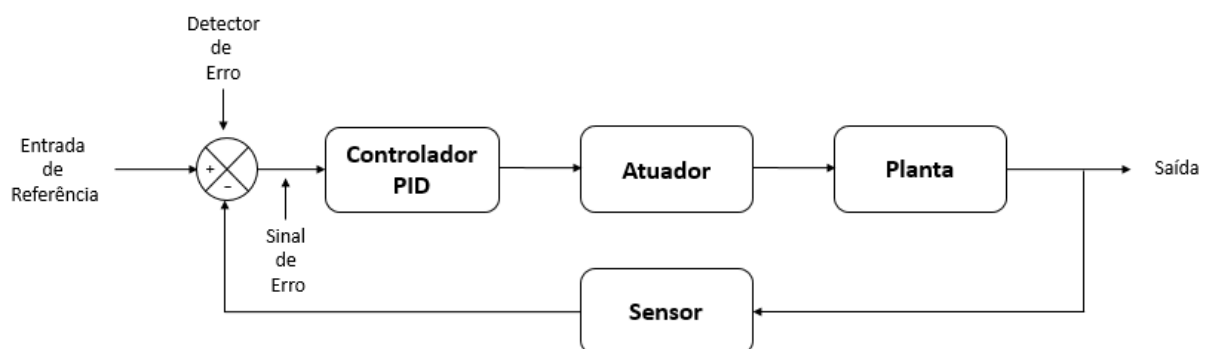 Detector
de
Erro
Entrada
de
Referência
+
-
Controlador
PID
Atuador
Planta
Saída
Sinal
de
Erro
Sensor